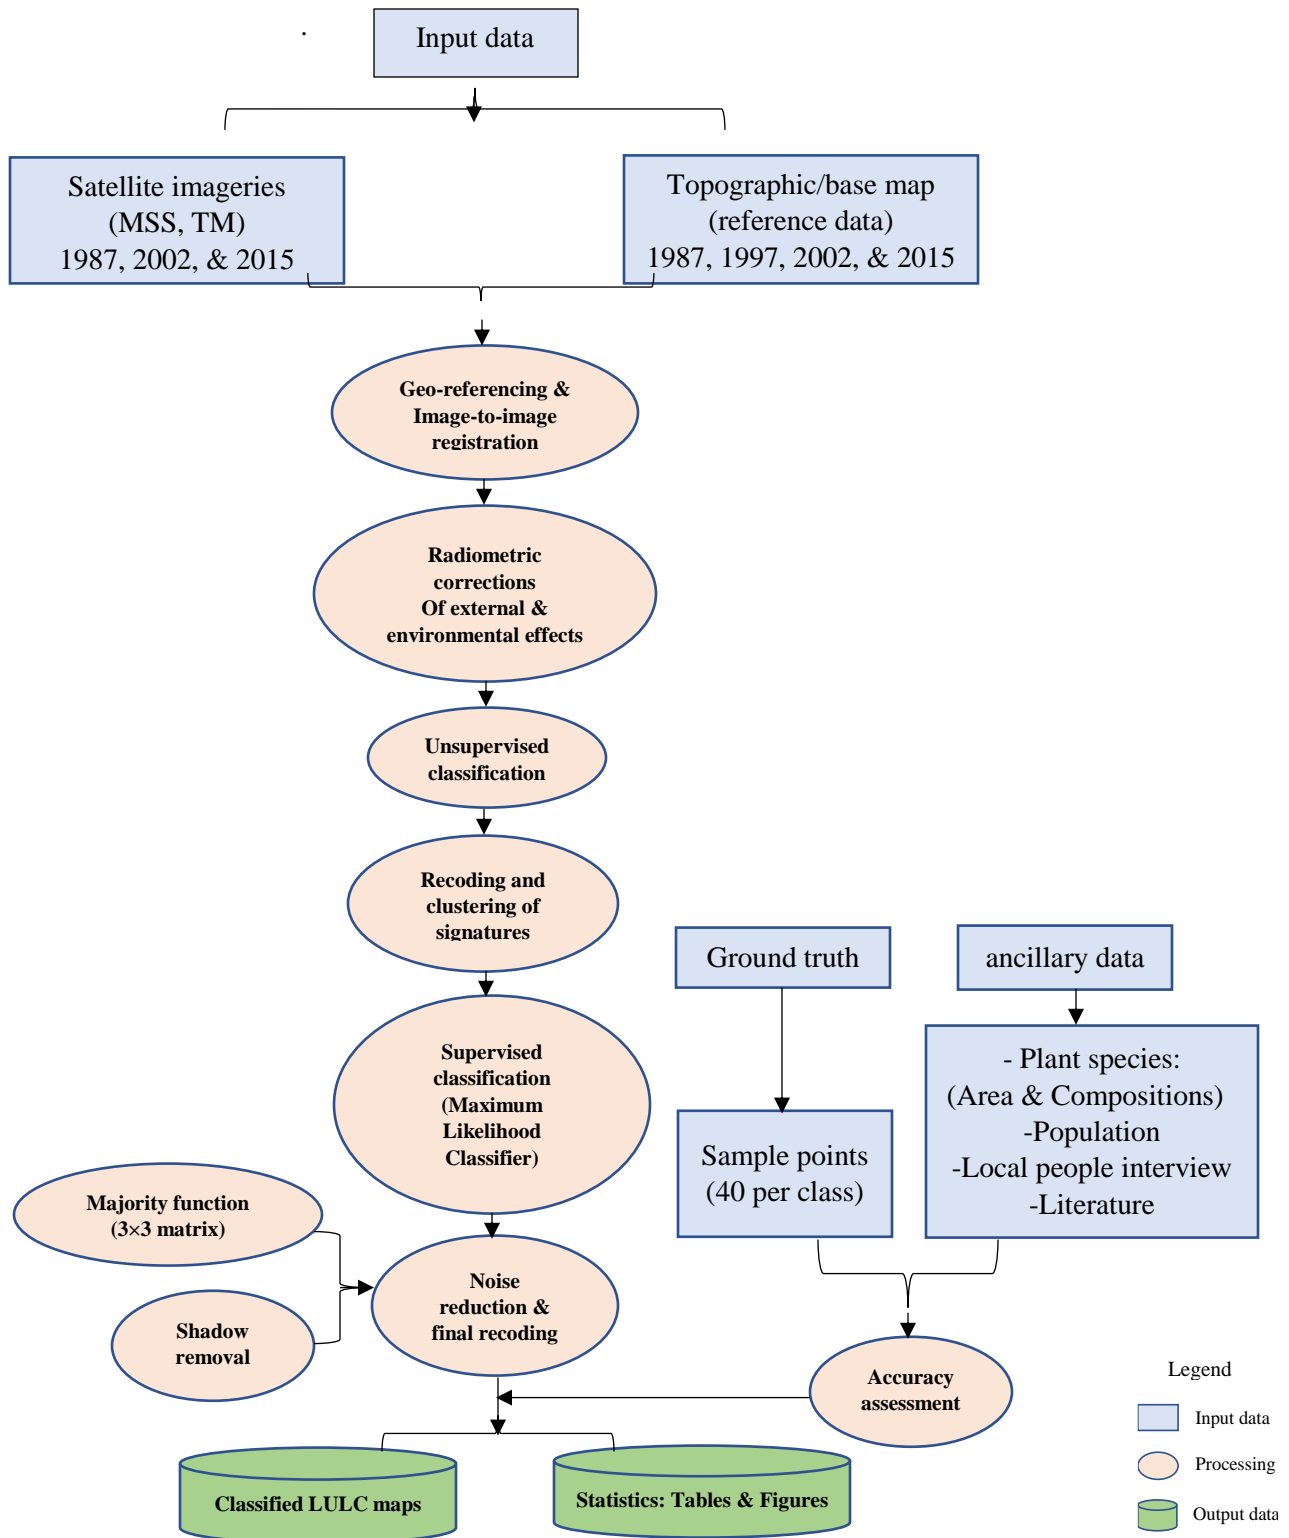 Input data
Satellite imageries
(MSS, TM)
1987, 2002, & 2015
Topographic/base map
(reference data)
1987, 1997, 2002, & 2015
Geo-referencing &
Image-to-image
registration
Radiometric
corrections
Of external &
environmental effects
Unsupervised
classification
Recoding and
clustering of
signatures
Ground truth
ancillary data
Supervised
classification
(Maximum
Likelihood
Classifier)
Sample points
(40 per class)
- Plant species:
(Area & Compositions)
-Population
-Local people interview
-Literature
Majority function
(3×3 matrix)
Shadow
removal
Noise
reduction &
final recoding
Accuracy
assessment
Classified LULC maps
Statistics: Tables & Figures
Legend
Input data
Processing
Output data